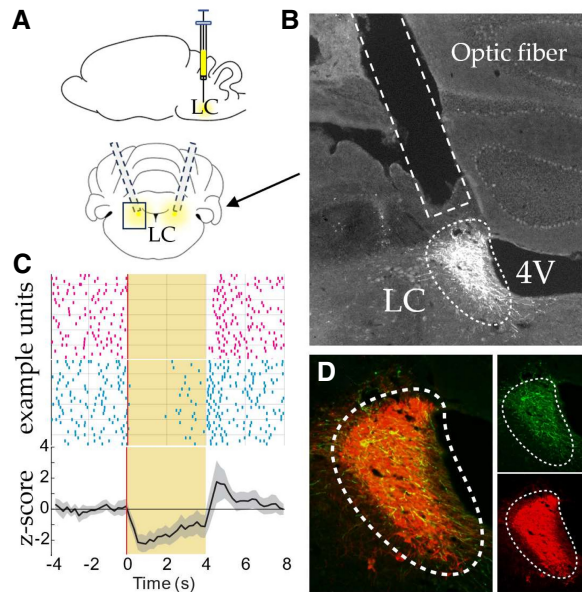 A
LC
LC
B
Optic fiber
4V
LC
C
example units
4
2
0
-2
z-score
-4 -2 0 2 4 6 8
Time (s)
D